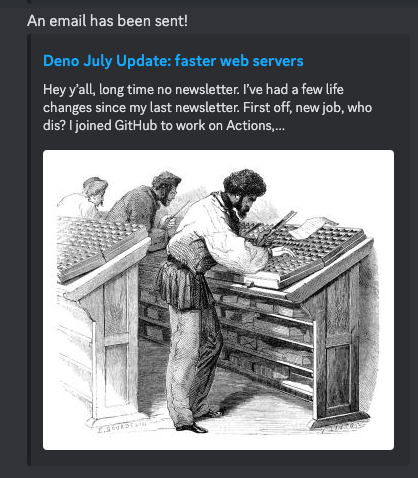 An email has been sent!
Deno July Update: faster web servers
Hey y’all, long time no newsletter. I’ve had a few life
changes since my last newsletter. First off, new job, who
dis? I joined GitHub to work on Actions,...